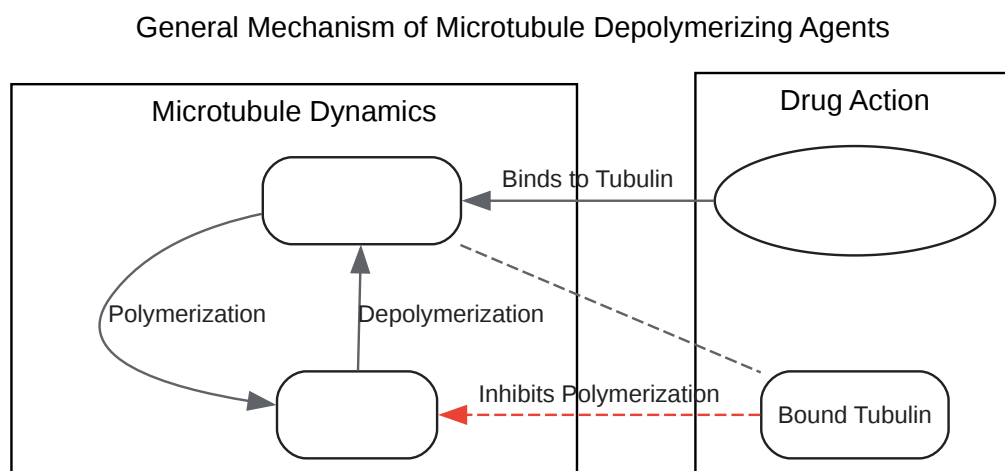 General Mechanism of Microtubule Depolymerizing Agents
Microtubule Dynamics
Drug Action
Binds to Tubulin
Polymerization
Depolymerization
Inhibits Polymerization
Bound Tubulin